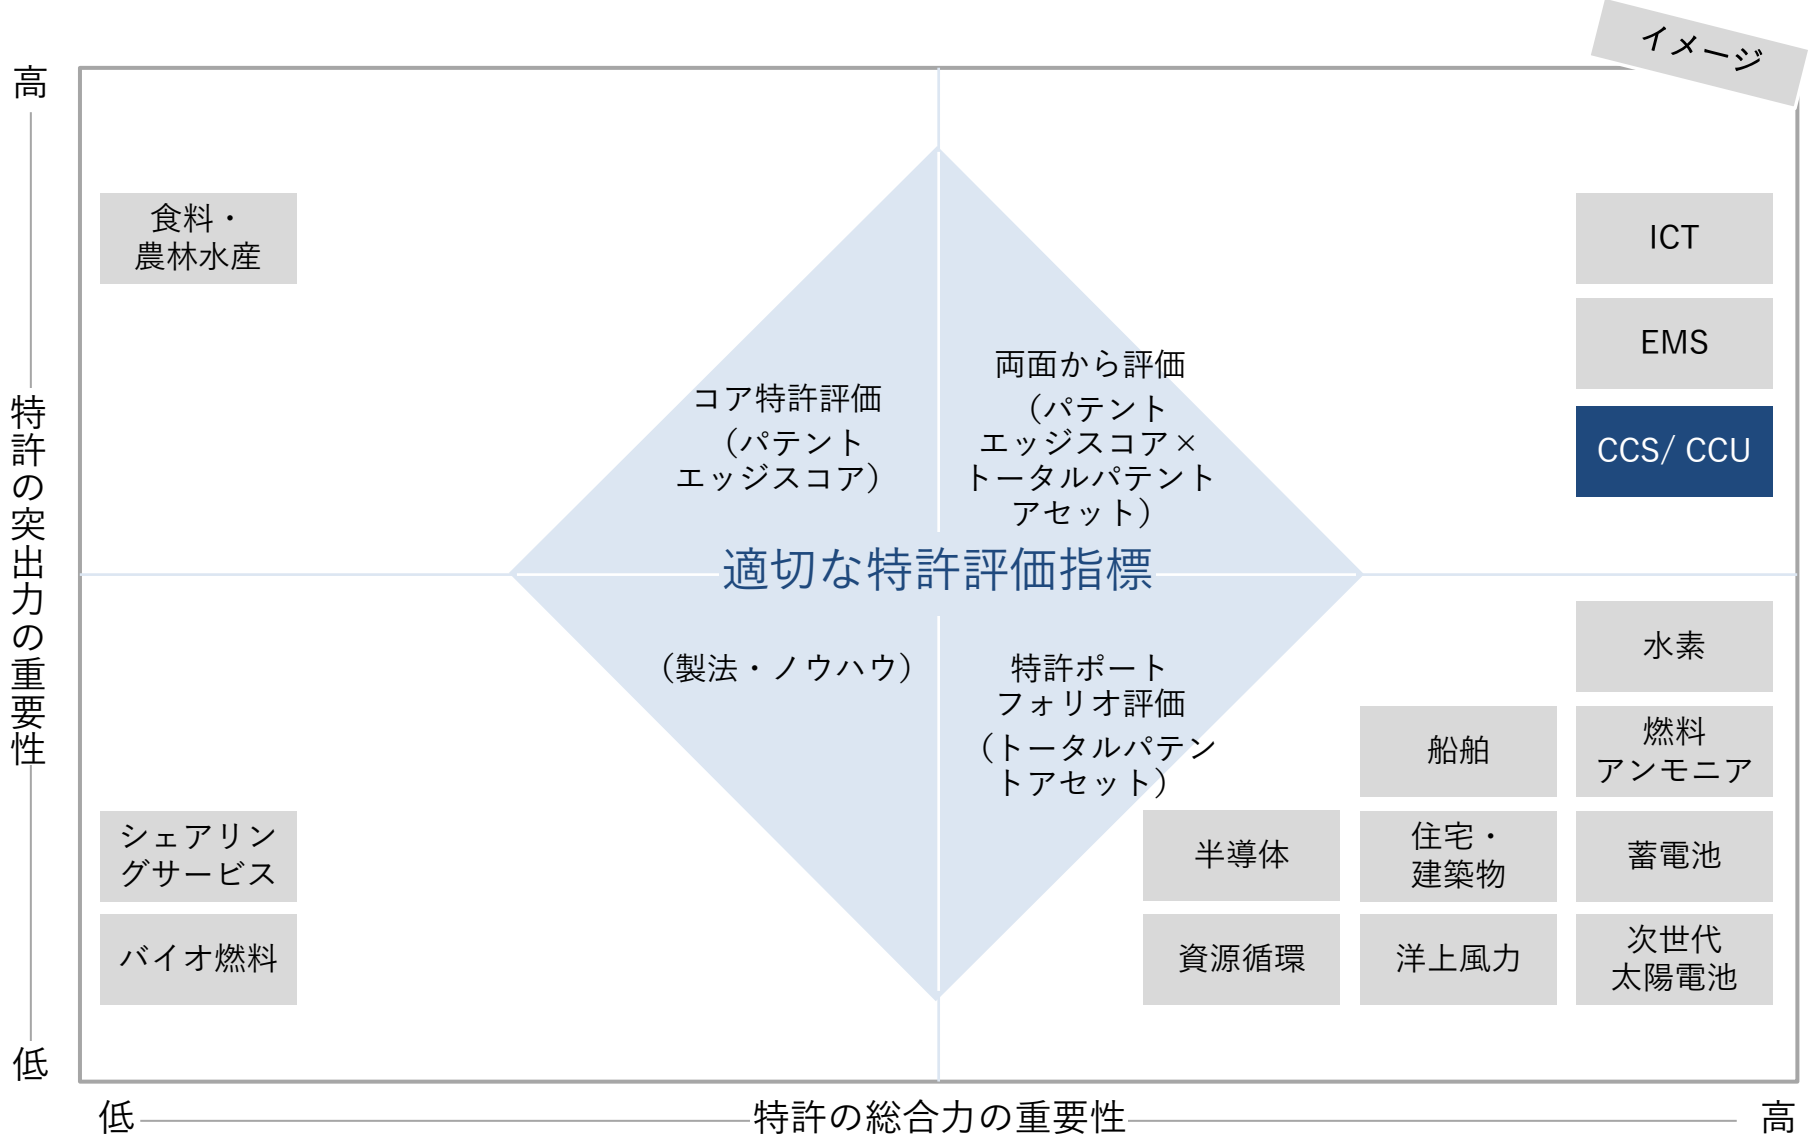 イメージ
高
特許の突出力の重要性
低
食料・
農林水産
ICT
EMS
CCS/ CCU
コア特許評価
（パテント
エッジスコア）
両面から評価
（パテント
エッジスコア×
トータルパテント
アセット）
適切な特許評価指標
（製法・ノウハウ）
特許ポート
フォリオ評価
（トータルパテン
トアセット）
水素
船舶
燃料
アンモニア
シェアリン
グサービス
半導体
住宅・
建築物
蓄電池
バイオ燃料
資源循環
洋上風力
次世代
太陽電池
低
特許の総合力の重要性
高